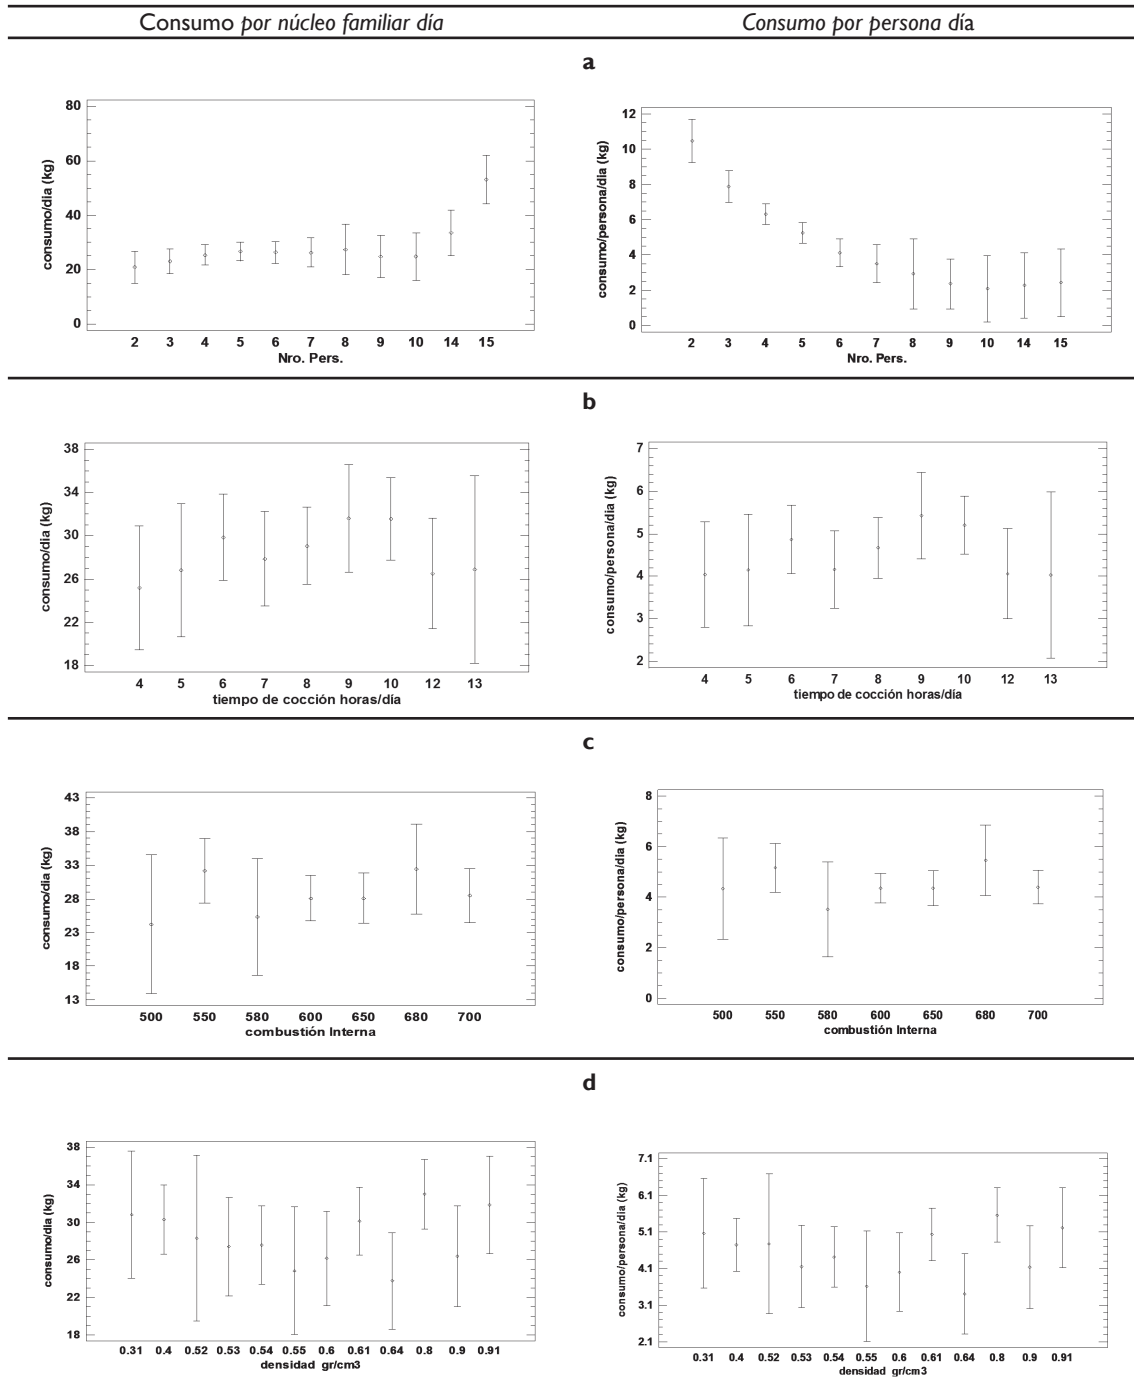 Consumo por núcleo familiar día
Consumo por persona día
a
80
60
40
20
0
consumo/dia (kg)
2 3 4 5 6 7 8 9 10 14 15
Nro. Pers.
12
10
8
6
4
2
0
consumo/persona/dia (kg)
2 3 4 5 6 7 8 9 10 14 15
Nro. Pers.
b
38
34
30
26
22
18
consumo/dia (kg)
4 5 6 7 8 9 10 12 13
tiempo de cocción horas/día
7
6
5
4
3
2
consumo/persona/dia (kg)
4 5 6 7 8 9 10 12 13
tiempo de cocción horas/día
c
43
38
33
28
23
18
13
consumo/dia (kg)
500 550 580 600 650 680 700
combustión Interna
8
6
4
2
0
consumo/persona/dia (kg)
500 550 580 600 650 680 700
combustión Interna
d
38
34
30
26
22
18
consumo/dia (kg)
0.31 0.4 0.52 0.53 0.54 0.55 0.6 0.61 0.64 0.8 0.9 0.91
densidad gr/cm3
7.1
6.1
5.1
4.1
3.1
2.1
consumo/persona/dia (kg)
0.31 0.4 0.52 0.53 0.54 0.55 0.6 0.61 0.64 0.8 0.9 0.91
densidad gr/cm3